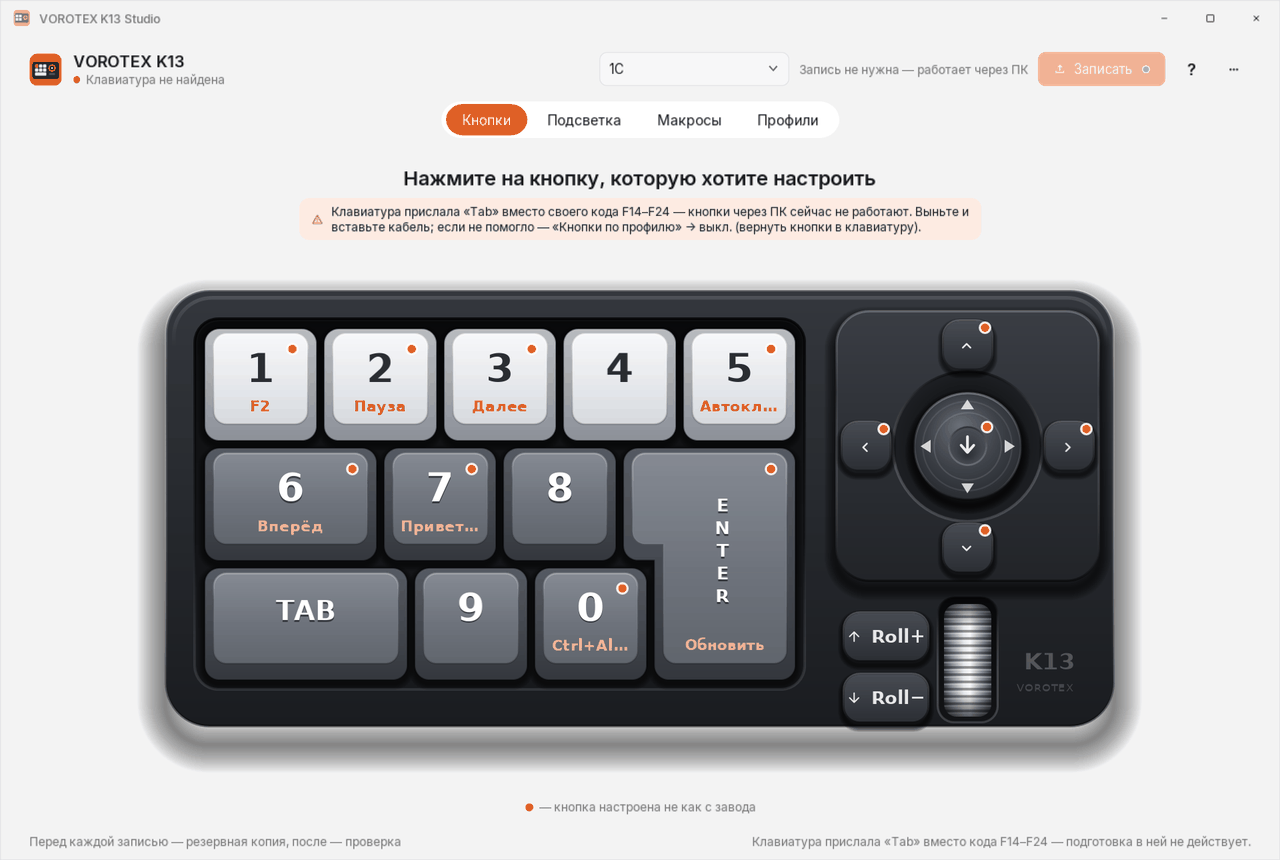 VOROTEX K13 Studio
VOROTEX K13
Клавиатура не найдена
1C
Запись не нужна — работает через ПК
Записать
?
Кнопки
Подсветка
Макросы
Профили
Нажмите на кнопку, которую хотите настроить
Клавиатура прислала «Tab» вместо своего кода F14–F24 — кнопки через ПК сейчас не работают. Выньте и
вставьте кабель; если не помогло — «Кнопки по профилю» → выкл. (вернуть кнопки в клавиатуру).
1
F2
2
Пауза
3
Далее
4
5
Автокл...
6
Вперёд
7
Привет...
8
ENTER
Обновить
TAB
9
0
Ctrl+Al...
↑ Roll+
↓ Roll−
K13
VOROTEX
— кнопка настроена не как с завода
Перед каждой записью — резервная копия, после — проверка
Клавиатура прислала «Tab» вместо кода F14–F24 — подготовка в ней не действует.